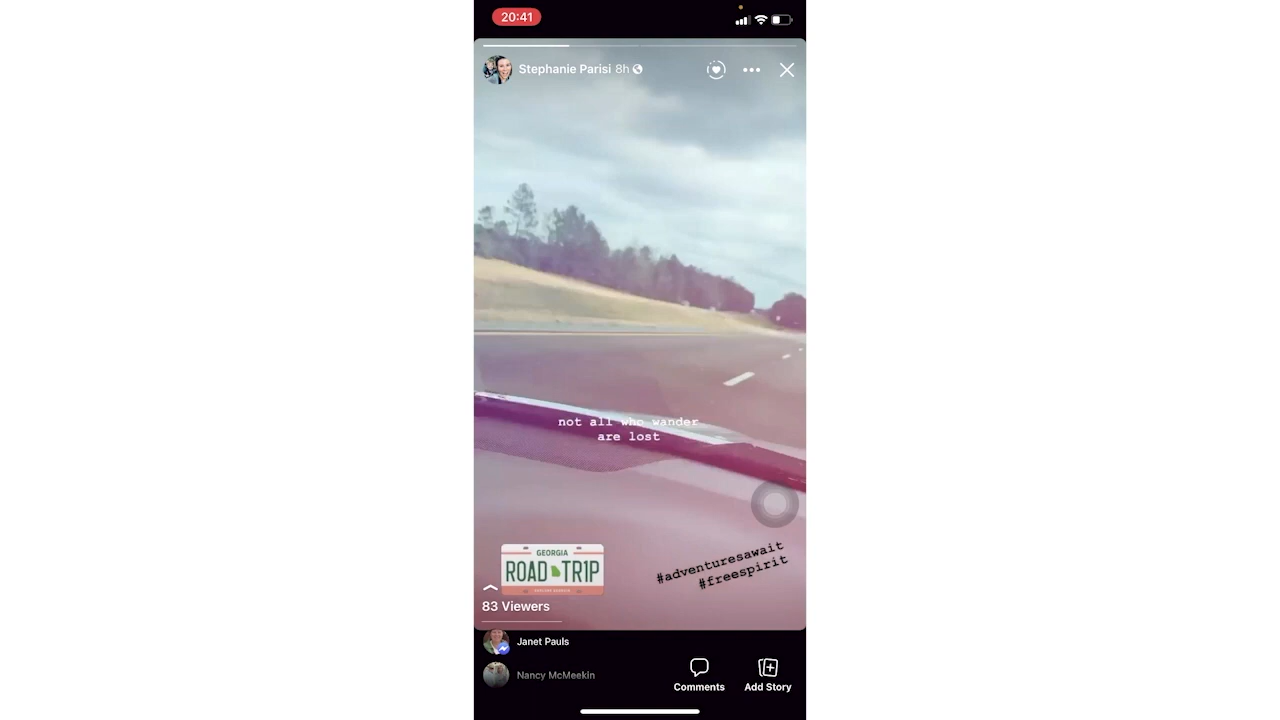 20:41
Stephanie Parisi 8h
not all who wander
are lost
#adventuresawait
#freespirit
GEORGIA
ROAD TR1P
83 Viewers
Janet Pauls
Nancy McMeekin
Comments
Add Story